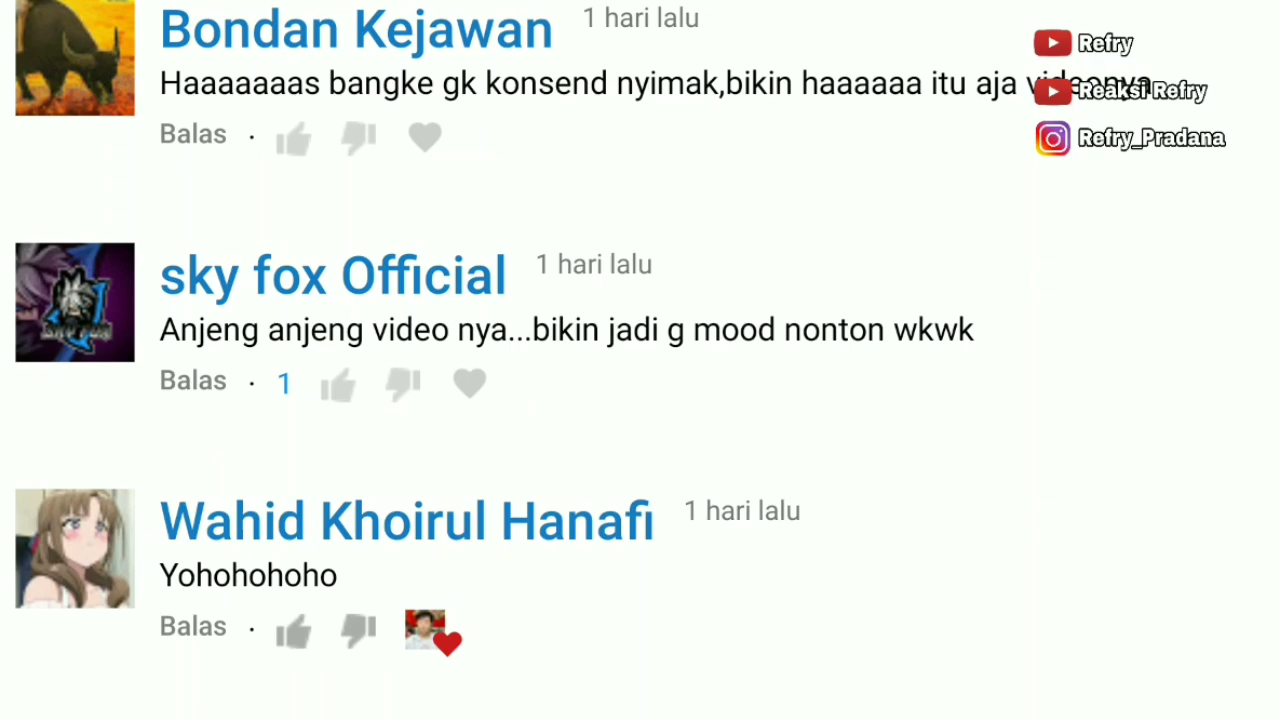 Bondan Kejawan 1 hari lalu
Haaaaaaas bangke gk konsend nyimak,bikin haaaaaa itu aja videonya
Balas ·
Refry
Reaksi Refry
Refry_Pradana
sky fox Official 1 hari lalu
Anjeng anjeng video nya...bikin jadi g mood nonton wkwk
Balas · 1
Wahid Khoirul Hanafi 1 hari lalu
Yohohohoho
Balas ·